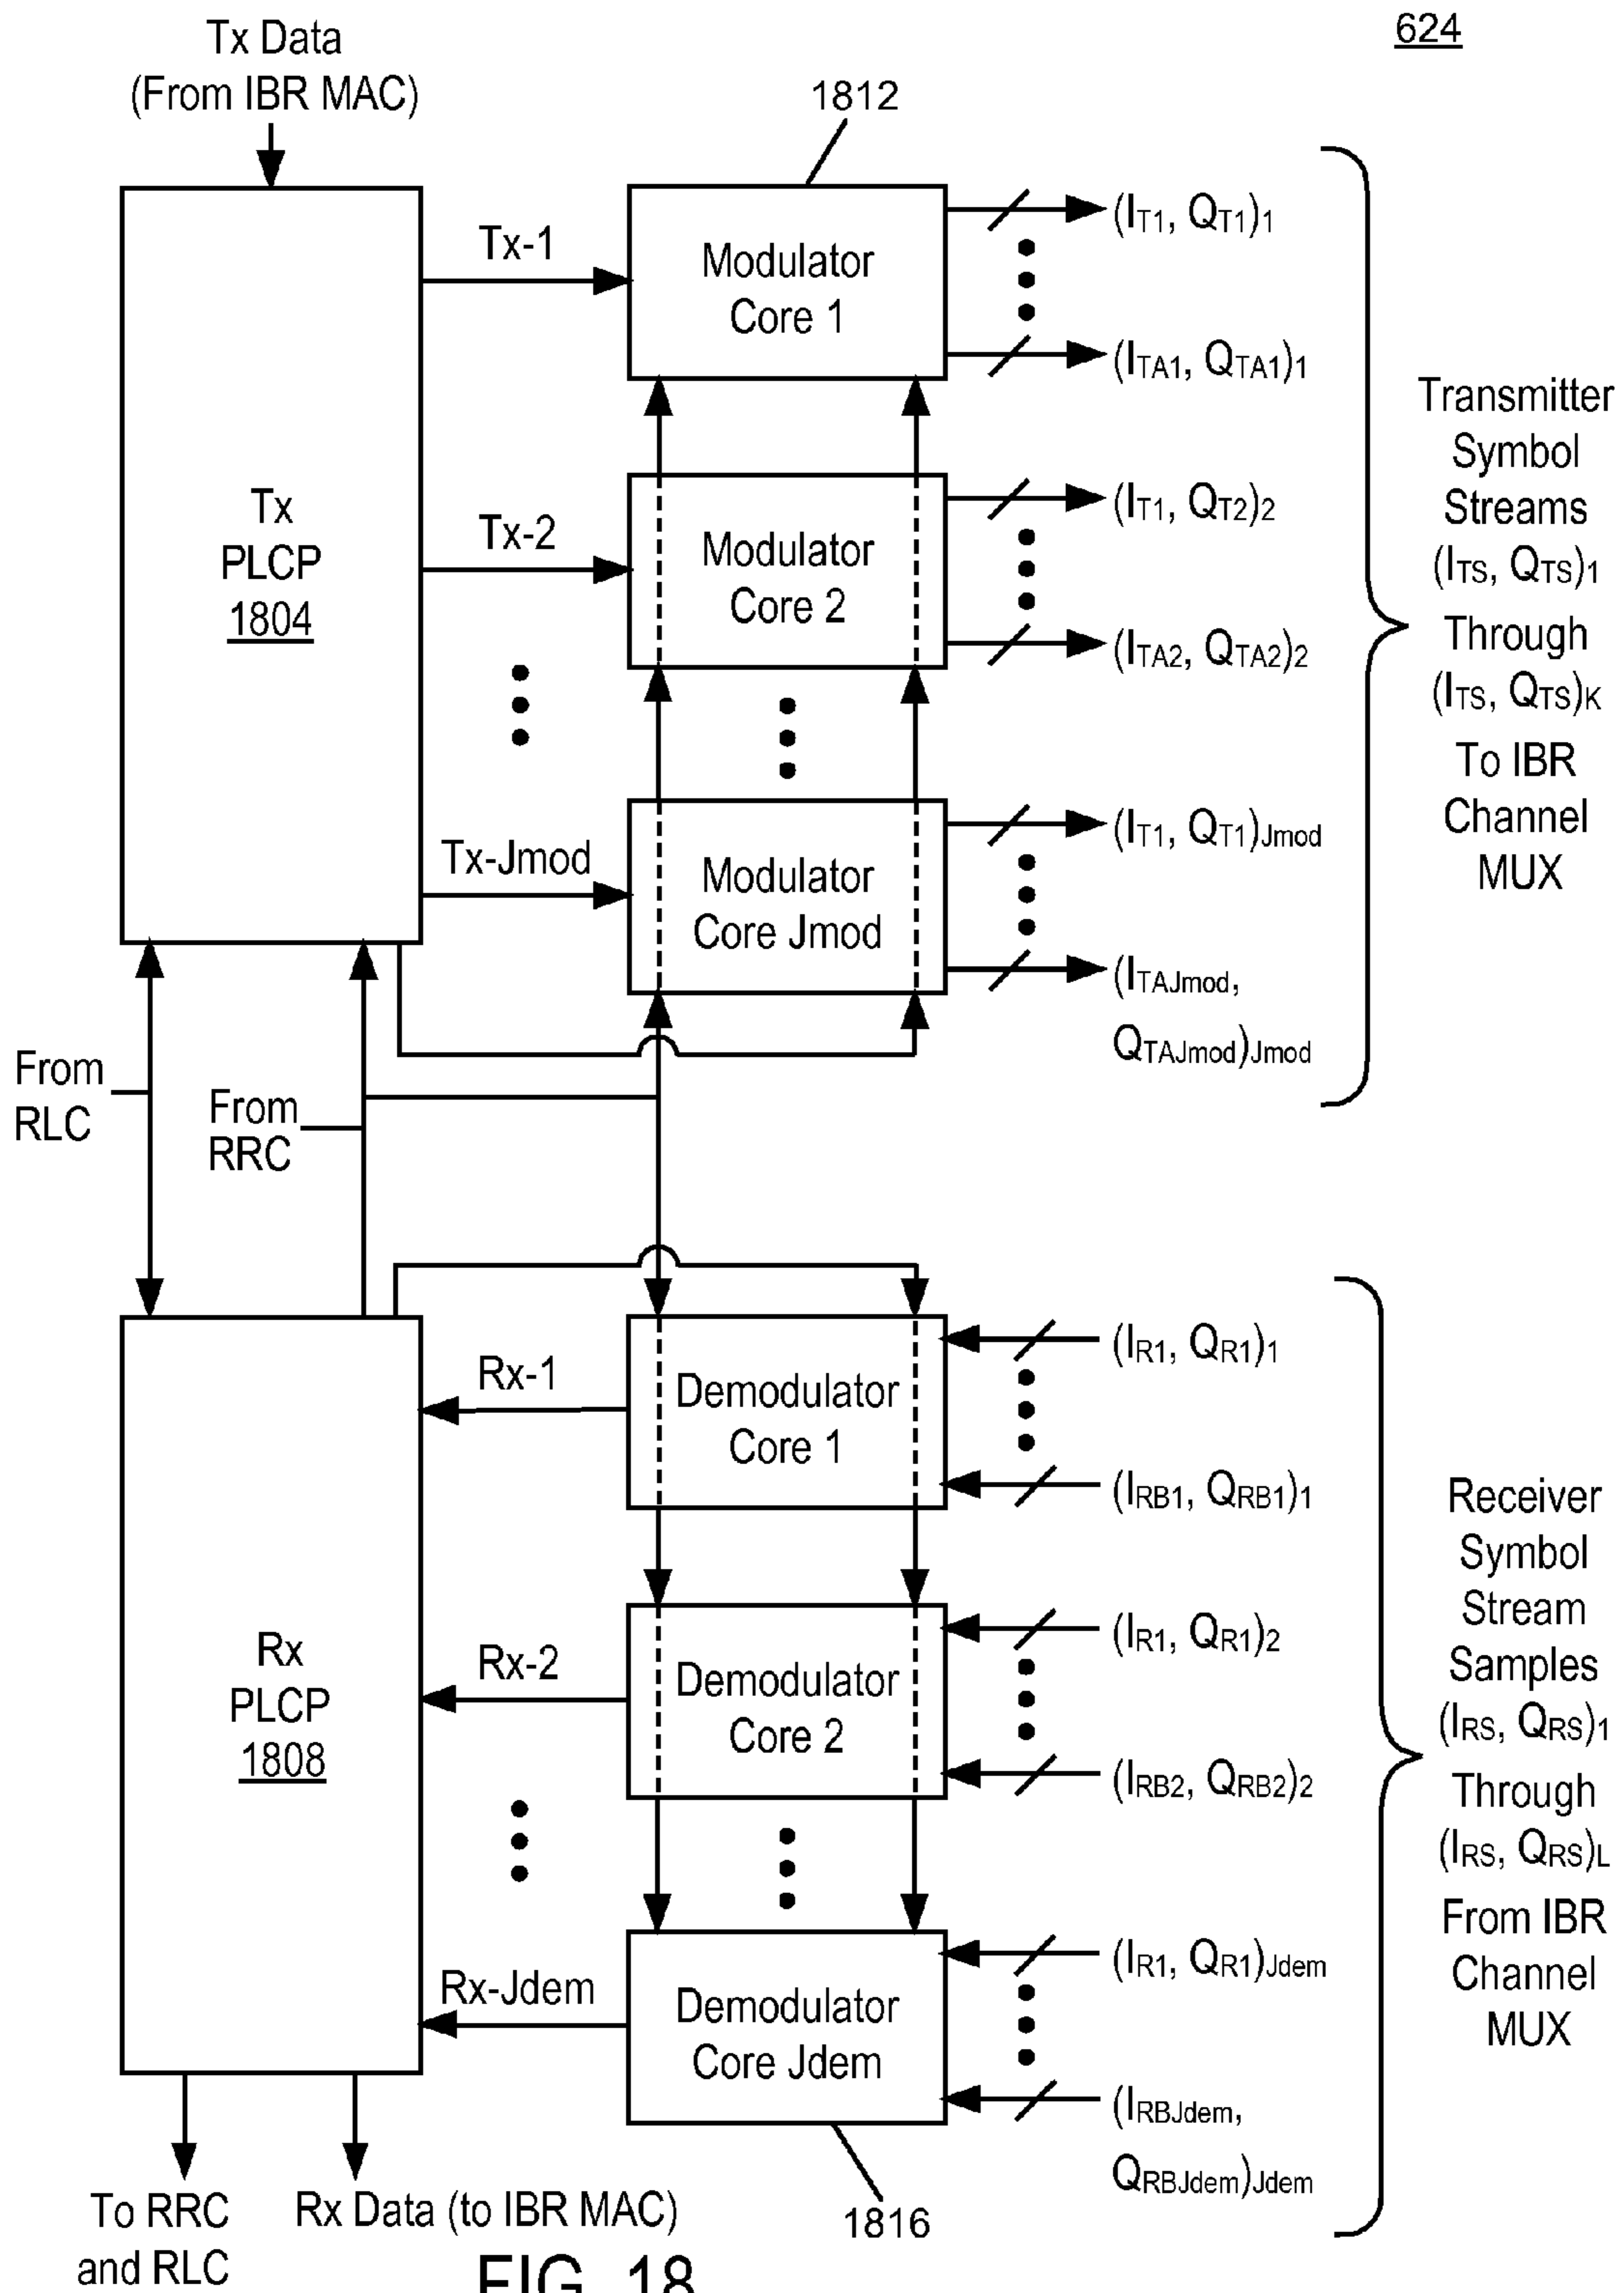 624
Tx Data
(From IBR MAC)
1812
Tx-1
Modulator
Core 1
(IT1, QT1)1
(ITA1, QTA1)1
Tx
PLCP
1804
Tx-2
Modulator
Core 2
(IT1, QT2)2
(ITA2, QTA2)2
Tx-Jmod
Modulator
Core Jmod
(IT1, QT1)Jmod
(ITAJmod,
QTAJmod)Jmod
Transmitter
Symbol
Streams
(ITS, QTS)1
Through
(ITS, QTS)K
To IBR
Channel
MUX
From
RLC
From
RRC
Rx-1
Demodulator
Core 1
(IR1, QR1)1
(IRB1, QRB1)1
Rx
PLCP
1808
Rx-2
Demodulator
Core 2
(IR1, QR1)2
(IRB2, QRB2)2
Rx-Jdem
Demodulator
Core Jdem
(IR1, QR1)Jdem
(IRBJdem,
QRBJdem)Jdem
Receiver
Symbol
Stream
Samples
(IRS, QRS)1
Through
(IRS, QRS)L
From IBR
Channel
MUX
1816
To RRC
and RLC
Rx Data (to IBR MAC)
FIG. 18